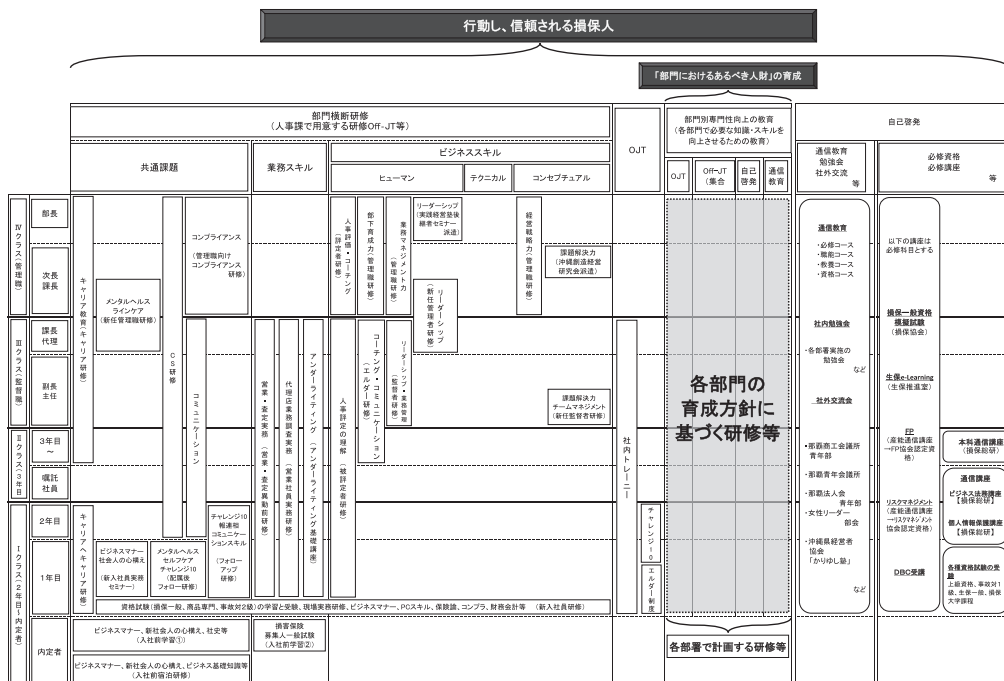 行動し、信頼される損保人
「部門におけるあるべき人財」の育成
部門横断研修
(人事課で用意する研修Off-JT等)
OJT
部門別専門性向上の教育
(各部門で必要な知識・スキルを
向上させるための教育)
自己啓発
共通課題
業務スキル
ビジネススキル
ヒューマン
テクニカル
コンセプチュアル
OJT
Off-JT
(集合)
自己
啓発
通信
教育
通信教育
勉強会
社外交流
等
必修資格
必修講座
等
Ⅳクラス(管理職)
部長
次長
課長
Ⅲクラス(監督職)
課長
代理
副長
主任
Ⅱクラス(3年目)
3年目
~
嘱託
社員
Ⅰクラス(2年目~内定者)
2年目
1年目
内定者
キャリア教育(キャリア研修)
キャリアヘキャリア研修)
メンタルヘルス
ラインケア
(新任管理職研修)
CS研修
コンプライアンス
(管理職向け
コンプライアンス
研修)
コミュニケーション
チャレンジ10
報連相
コミュニケ
ーションスキル
(フォロー
アップ
研修)
ビジネスマナー
社会人の心構え
(新入社員実務
セミナー)
メンタルヘルス
セルフケア
チャレンジ10
(配属後
フォロー研修)
営業・査定実務(営業・査定異動前研修)
代理店業務調査実務(営業社員実務研修)
アンダーライティング(アンダーライティング基礎講座)
人事評価・コーチング
(評定者研修)
部下育成力(管理職研修)
業務マネジメント力
(管理職研修)
リーダーシップ
(実践経営塾後
継者セミナー
派遣)
リーダーシップ
(新任管理者研修)
人事評定の理解(被評定者研修)
コーチング・コミュニケーション
(エルダー研修)
リーダーシップ・業務管理
(監督者研修)
経営戦略力(管理職研修)
課題解決力
(沖縄創造経営
研究会派遣)
課題解決力
チームマネジメント
(新任監督者研修)
資格試験(損保一般、商品専門、事故対2級)の学習と受験、現場実務研修、ビジネスマナー、PCスキル、保険論、コンプラ、財務会計等 (新入社員研修)
ビジネスマナー、新社会人の心構え、社史等
(入社前学習①)
損害保険
募集人一般試験
(入社前学習②)
ビジネスマナー、新社会人の心構え、ビジネス基礎知識等
(入社前宿泊研修)
社内トレーニー
チャレンジ10
エルダー制度
各部門の
育成方針に
基づく研修等
各部署で計画する研修等
通信教育
・必修コース
・職能コース
・教養コース
・資格コース
社内勉強会
・各部署実施の
勉強会
など
社外交流会
・那覇商工会議所
青年部
・那覇青年会議所
・那覇法人会
青年部
・女性リーダー
部会
・沖縄県経営者
協会
「かりゆし塾」
など
以下の講座は
必修科目とする
損保一般資格
模擬試験
(損保協会)
生保e-Learning
(生保推進室)
FP
(産能通信講座
→FP協会認定資
格)
リスクマネジメント
(産能通信講座
→リスクマネジメント
協会認定資格)
DBC受講
本科通信講座
(損保総研)
通信講座
ビジネス法務講座
【損保総研】
個人情報保護講座
【損保総研】
各種資格試験の受
験
上級資格、事故対1
級、生保一般、損保
大学課程